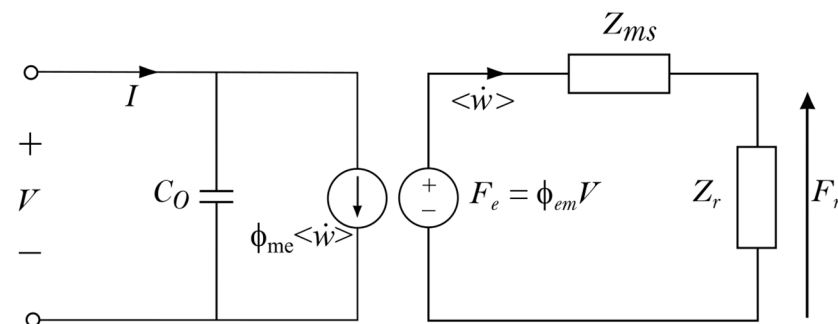 Z_ms
I
<ẇ>
+
V
−
C_O
ϕ_me<ẇ>
+
−
F_e = ϕ_em V
Z_r
F_r